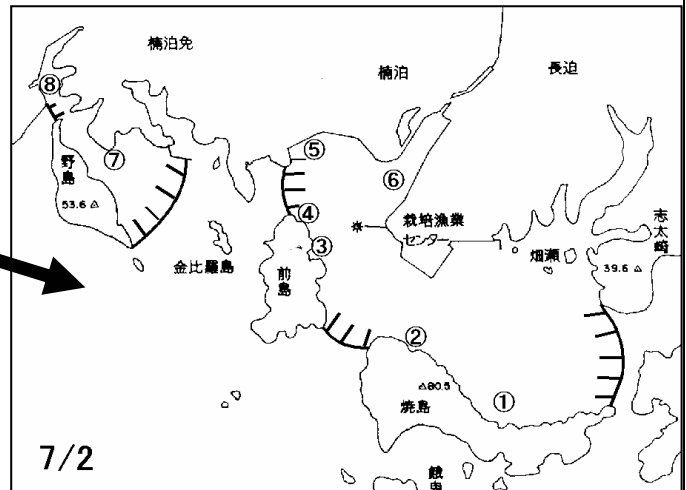 楠泊免
楠泊
長迫
⑧
⑤
⑦
⑥
野島
53.6 △
④
栽培漁業
センター
志太崎
③
畑瀬
39.6 △
金比羅島
前島
②
△80.5
焼島
①
7/2